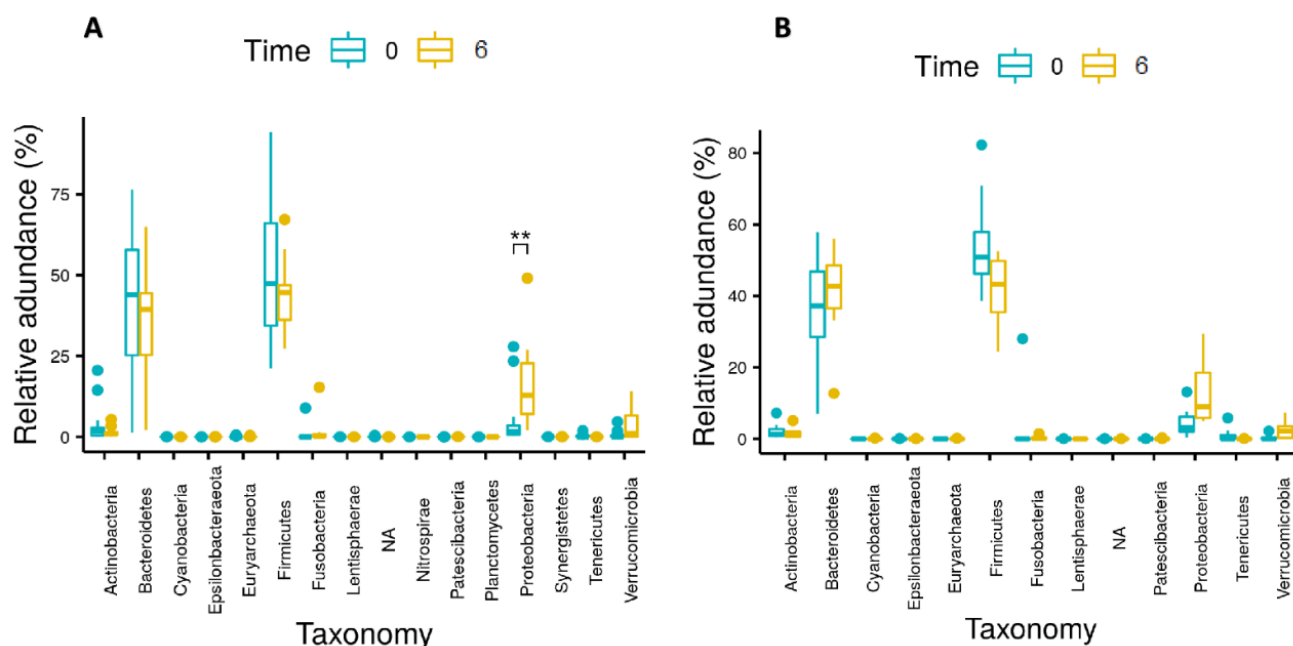 A
Time 0 6
Relative adundance (%)
75
50
25
0
**
Actinobacteria
Bacteroidetes
Cyanobacteria
Epsilonbacteraeota
Euryarchaeota
Firmicutes
Fusobacteria
Lentisphaerae
NA
Nitrospirae
Patescibacteria
Planctomycetes
Proteobacteria
Synergistetes
Tenericutes
Verrucomicrobia
Taxonomy
B
Time 0 6
Relative adundance (%)
80
60
40
20
0
Actinobacteria
Bacteroidetes
Cyanobacteria
Epsilonbacteraeota
Euryarchaeota
Firmicutes
Fusobacteria
Lentisphaerae
NA
Patescibacteria
Proteobacteria
Tenericutes
Verrucomicrobia
Taxonomy